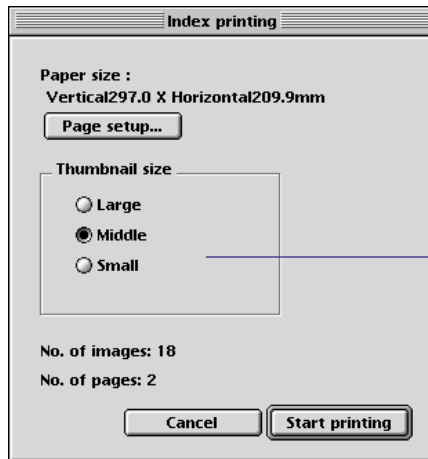 Index printing
Paper size :
Vertical297.0 X Horizontal209.9mm
Page setup...
Thumbnail size
Large
Middle
Small
No. of images: 18
No. of pages: 2
Cancel
Start printing